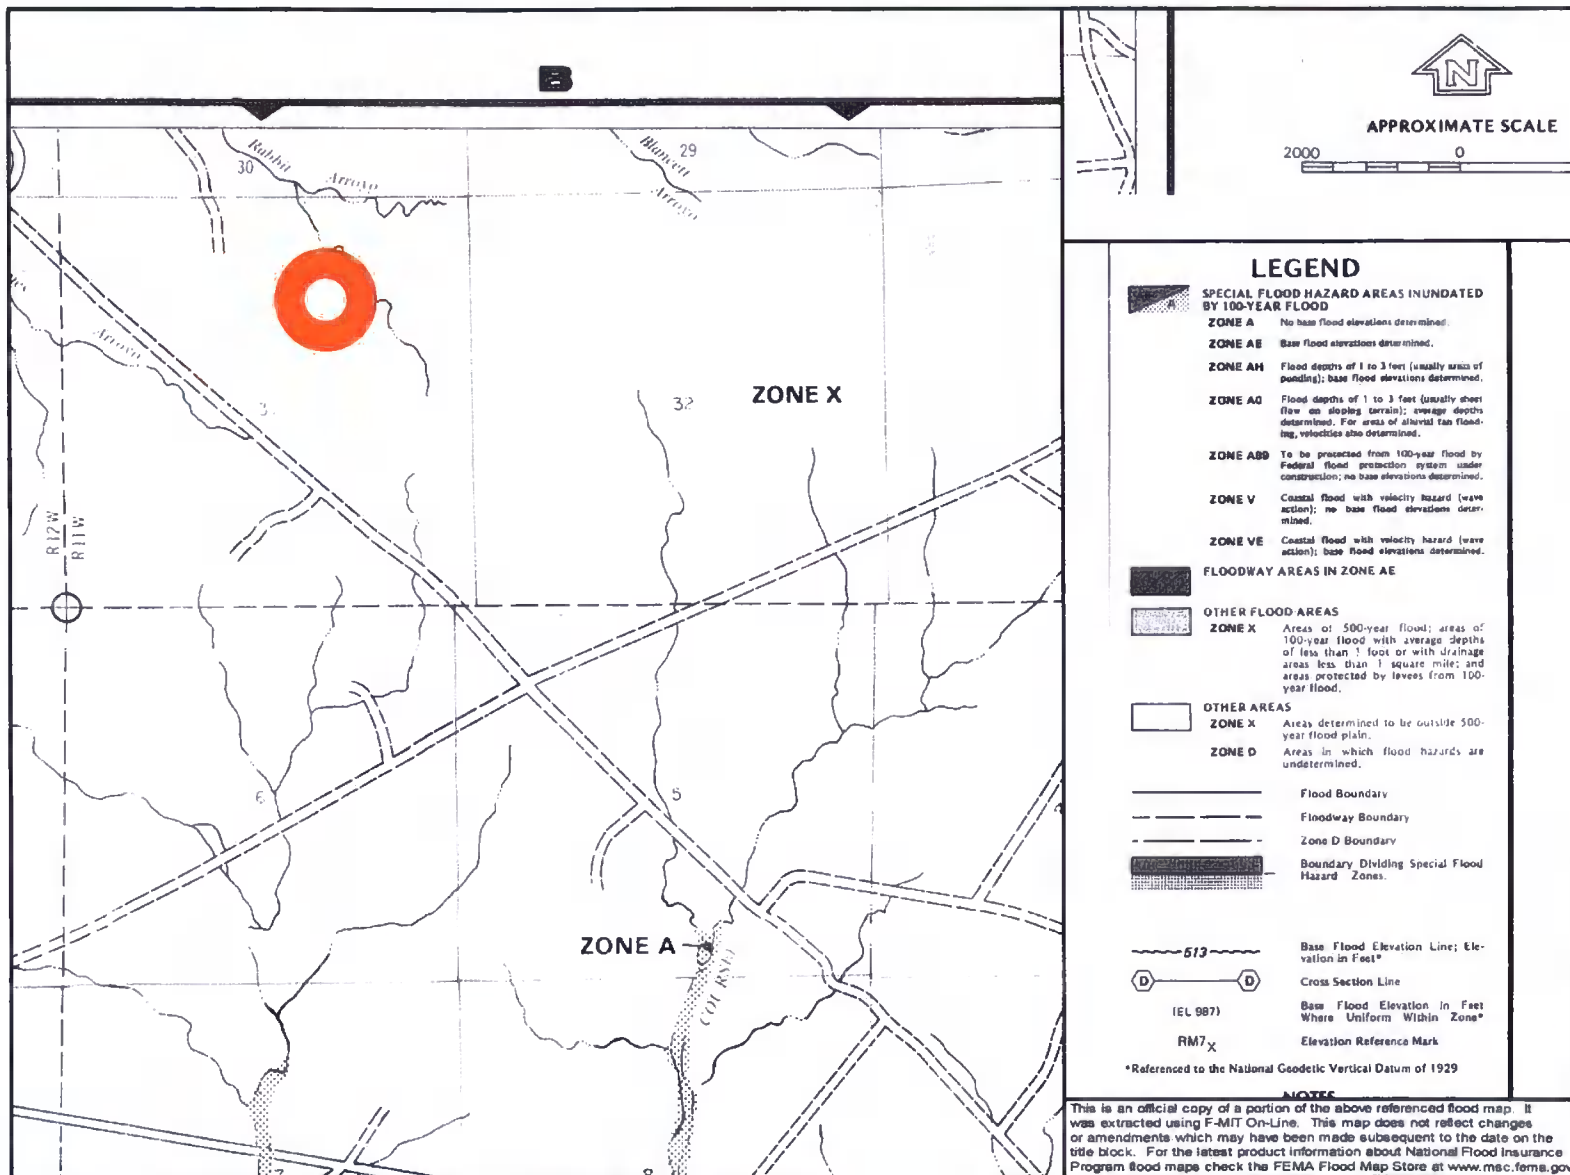 B
N
APPROXIMATE SCALE
2000 0
30
Rabbit
Arroyo
Blancett
Arroyo
29
Arroyo
32
ZONE X
R12W
R11W
6
5
ZONE A
COURSE)
7
8
LEGEND
A
SPECIAL FLOOD HAZARD AREAS INUNDATED
BY 100-YEAR FLOOD
ZONE A No base flood elevations determined.
ZONE AE Base flood elevations determined.
ZONE AH Flood depths of 1 to 3 feet (usually areas of
ponding); base flood elevations determined.
ZONE AO Flood depths of 1 to 3 feet (usually sheet
flow on sloping terrain); average depths
determined. For areas of alluvial fan flood-
ing, velocities also determined.
ZONE A99 To be protected from 100-year flood by
Federal flood protection system under
construction; no base elevations determined.
ZONE V Coastal flood with velocity hazard (wave
action); no base flood elevations deter-
mined.
ZONE VE Coastal flood with velocity hazard (wave
action); base flood elevations determined.
FLOODWAY AREAS IN ZONE AE
OTHER FLOOD AREAS
ZONE X Areas of 500-year flood; areas of
100-year flood with average depths
of less than 1 foot or with drainage
areas less than 1 square mile; and
areas protected by levees from 100-
year flood.
OTHER AREAS
ZONE X Areas determined to be outside 500-
year flood plain.
ZONE D Areas in which flood hazards are
undetermined.
Flood Boundary
Floodway Boundary
Zone D Boundary
Boundary Dividing Special Flood
Hazard Zones.
513 Base Flood Elevation Line; Ele-
vation in Feet*
D D Cross Section Line
(EL 987) Base Flood Elevation in Feet
Where Uniform Within Zone*
RM7X Elevation Reference Mark
*Referenced to the National Geodetic Vertical Datum of 1929
NOTES
This is an official copy of a portion of the above referenced flood map. It
was extracted using F-MIT On-Line. This map does not reflect changes
or amendments which may have been made subsequent to the date on the
title block. For the latest product information about National Flood Insurance
Program flood maps check the FEMA Flood Map Store at www.msc.fema.gov